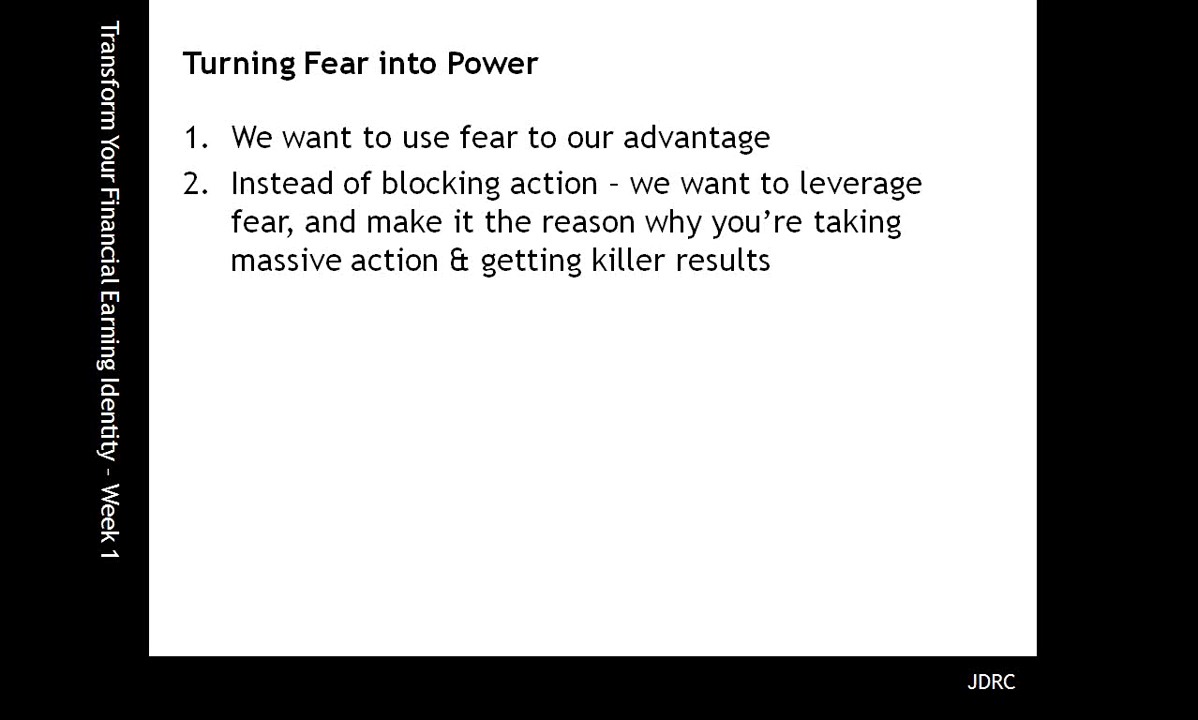 Transform Your Financial Earning Identity – Week 1
Turning Fear into Power
1. We want to use fear to our advantage
2. Instead of blocking action – we want to leverage
fear, and make it the reason why you’re taking
massive action & getting killer results
JDRC